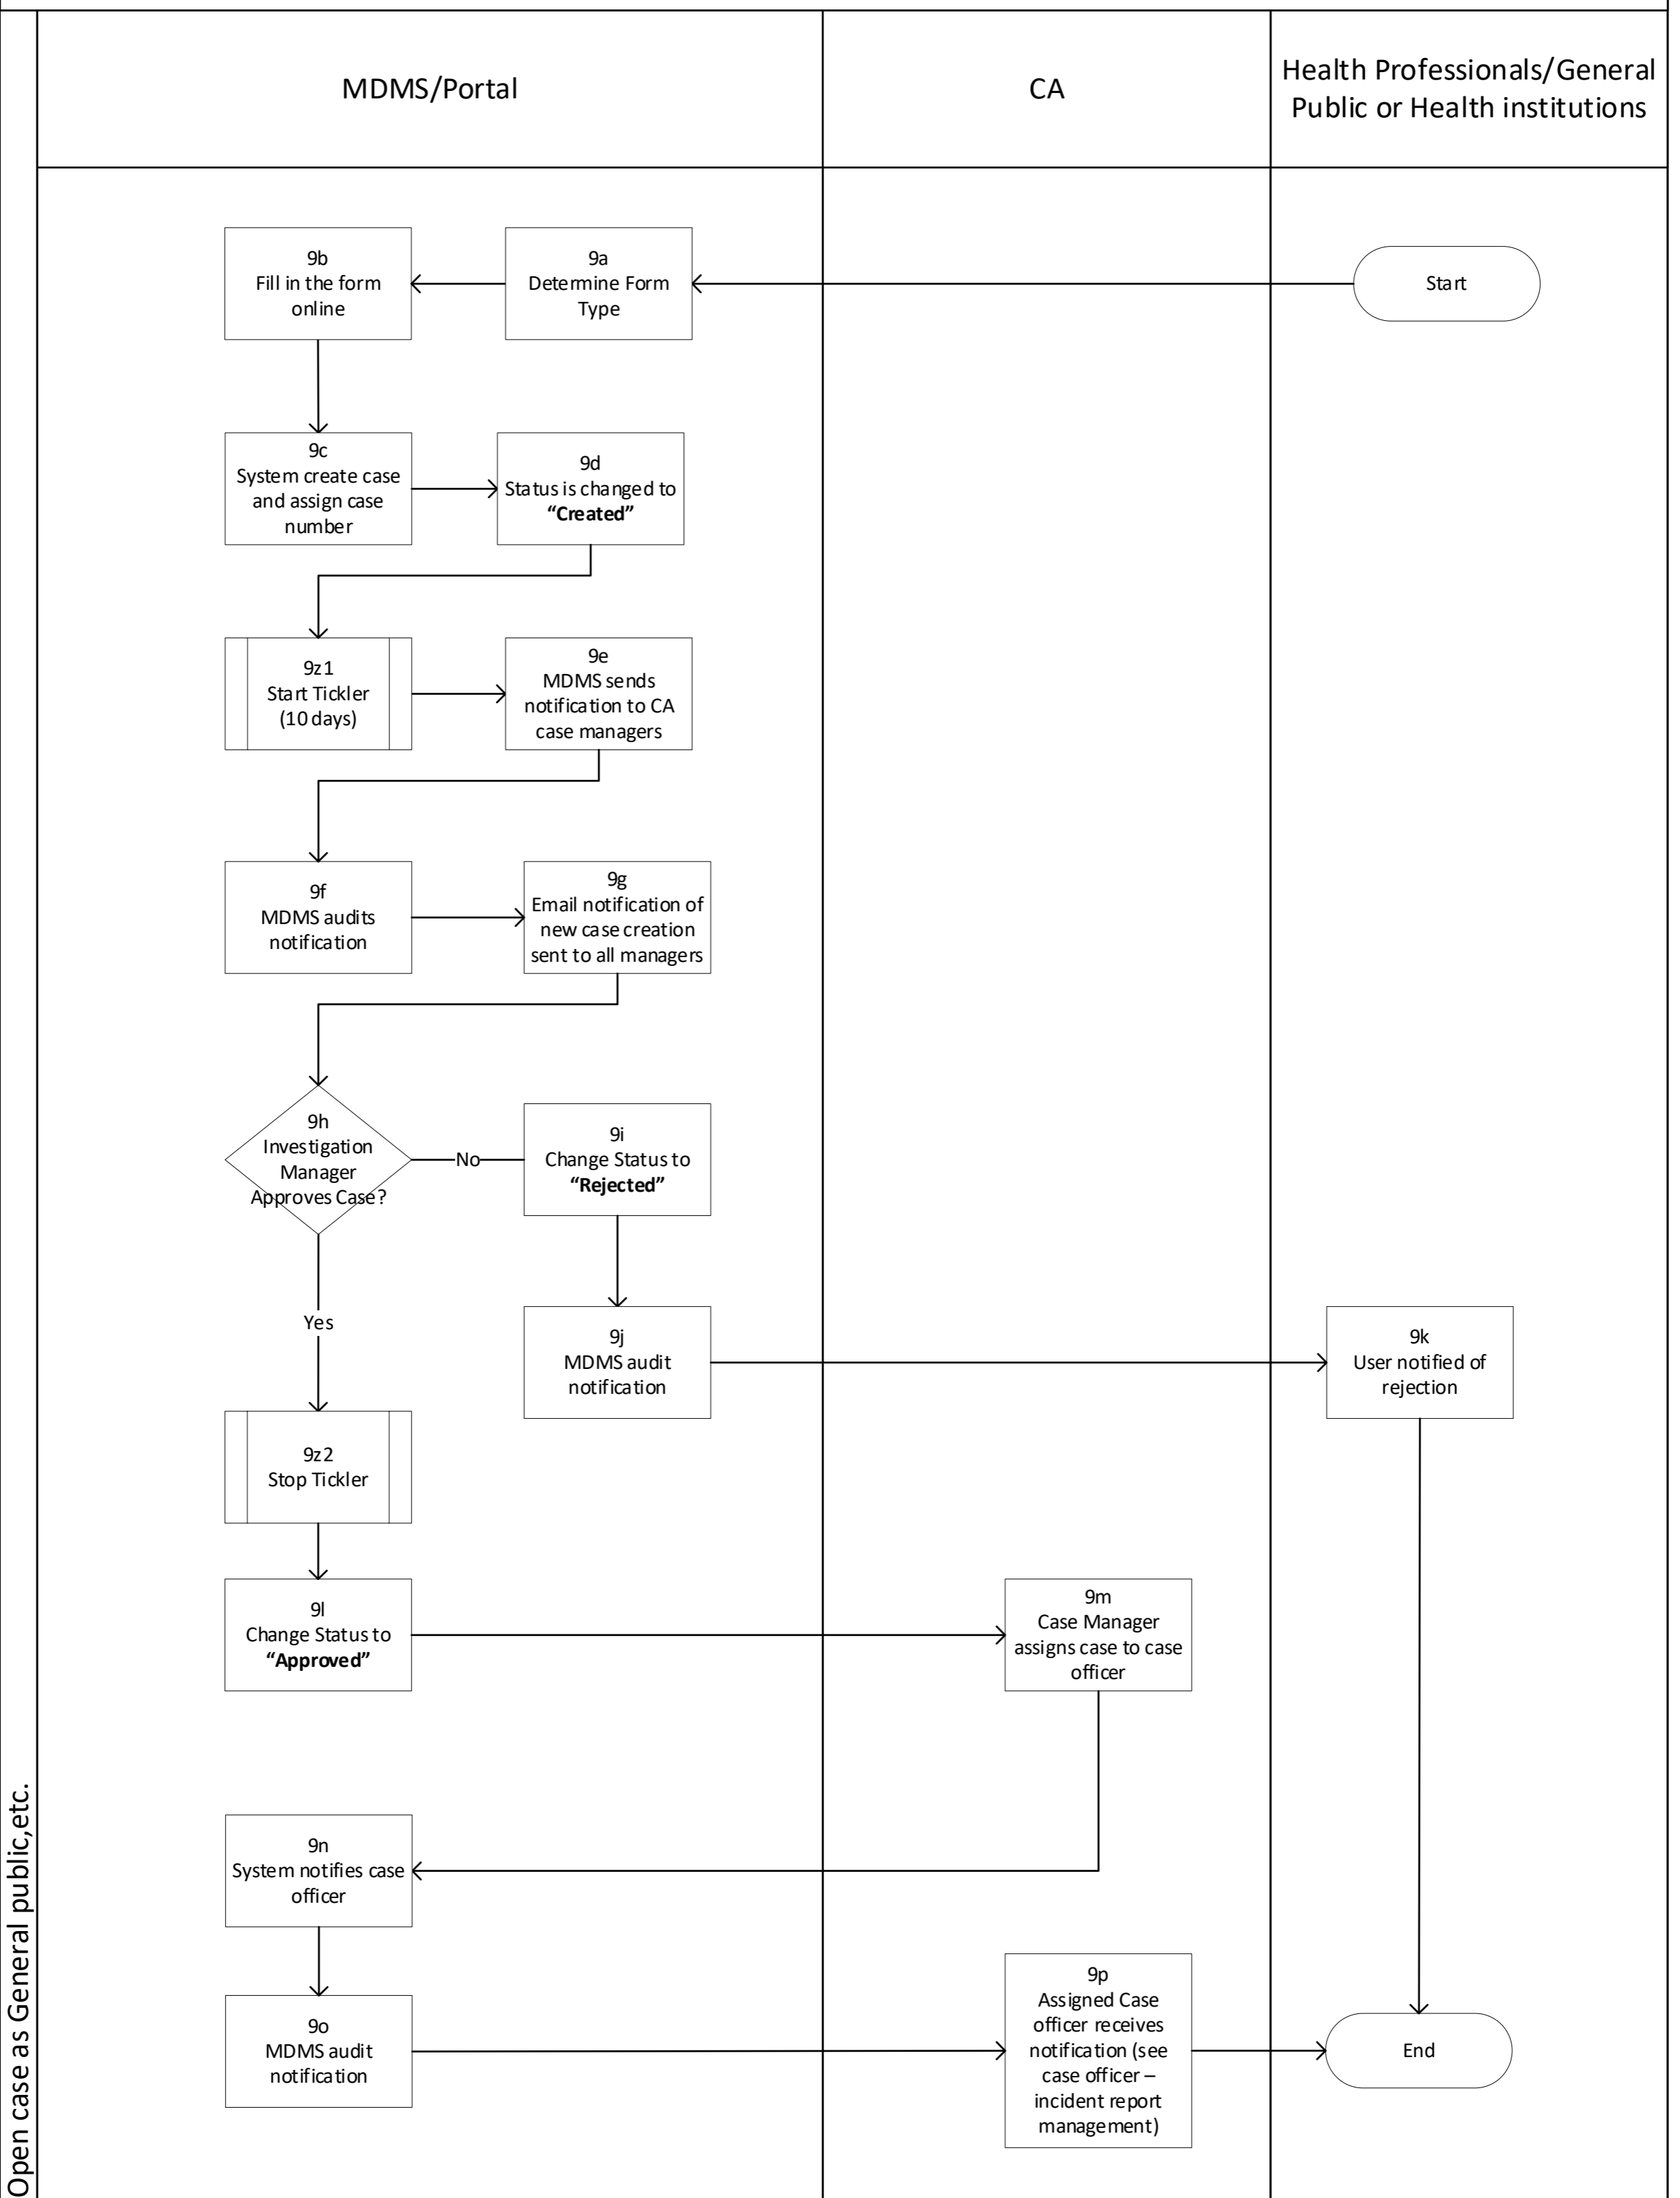 MDMS/Portal
CA
Health Professionals/General
Public or Health institutions
9b
Fill in the form
online
9a
Determine Form
Type
Start
9c
System create case
and assign case
number
9d
Status is changed to
“Created”
9z1
Start Tickler
(10 days)
9e
MDMS sends
notification to CA
case managers
9f
MDMS audits
notification
9g
Email notification of
new case creation
sent to all managers
9h
Investigation
Manager
Approves Case?
No
9i
Change Status to
“Rejected”
Yes
9j
MDMS audit
notification
9k
User notified of
rejection
9z2
Stop Tickler
9l
Change Status to
“Approved”
9m
Case Manager
assigns case to case
officer
9n
System notifies case
officer
9o
MDMS audit
notification
9p
Assigned Case
officer receives
notification (see
case officer –
incident report
management)
End
Open case as General public,etc.